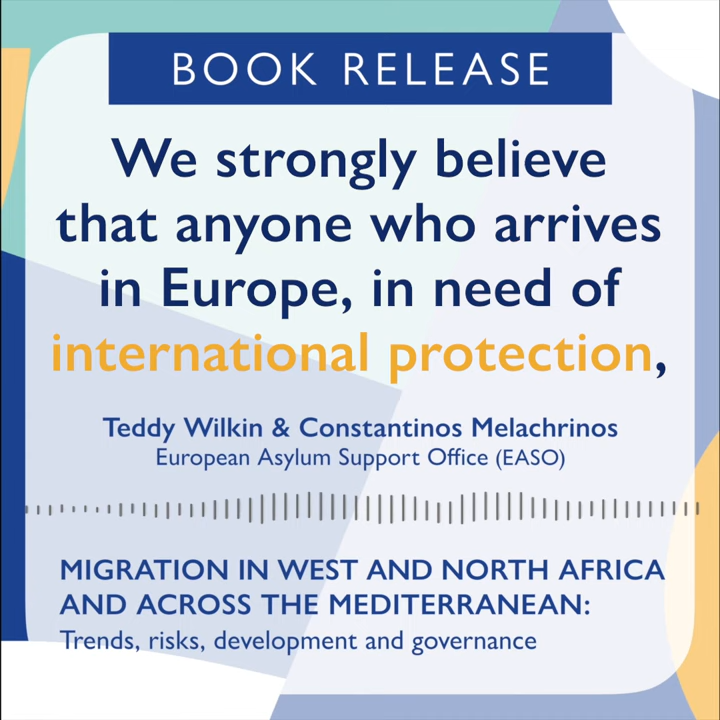 BOOK RELEASE
We strongly believe
that anyone who arrives
in Europe, in need of
international protection,
Teddy Wilkin & Constantinos Melachrinos
European Asylum Support Office (EASO)
MIGRATION IN WEST AND NORTH AFRICA
AND ACROSS THE MEDITERRANEAN:
Trends, risks, development and governance